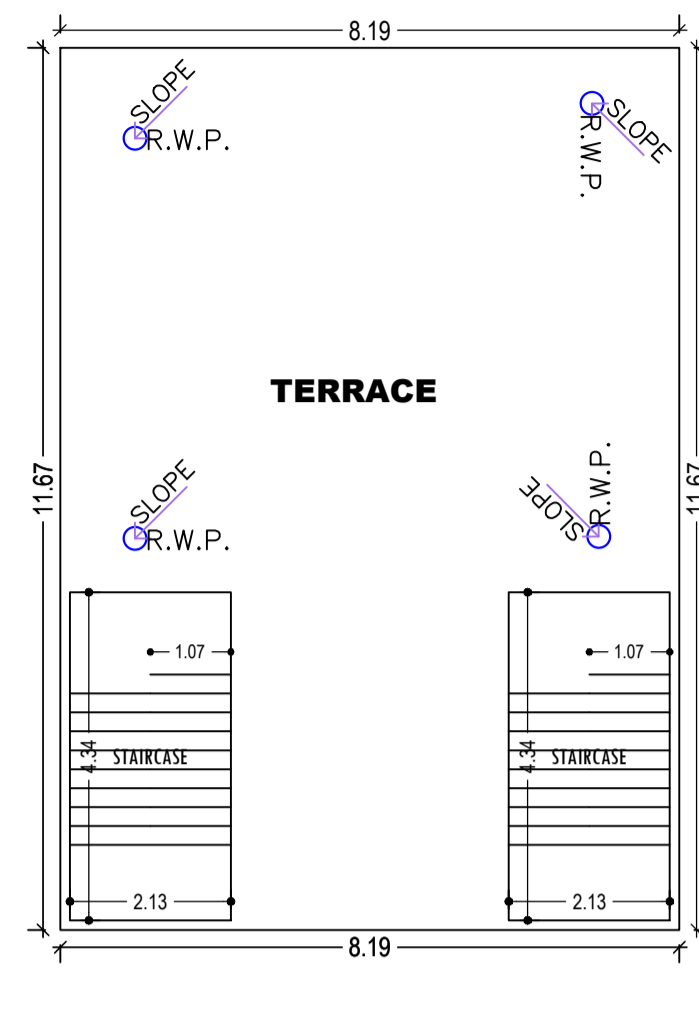 8.19
SLOPE
R.W.P.
SLOPE
R.W.P.
TERRACE
11.67
11.67
SLOPE
R.W.P.
SLOPE
R.W.P.
1.07
1.07
4.34
STAIRCASE
4.34
STAIRCASE
2.13
2.13
8.19